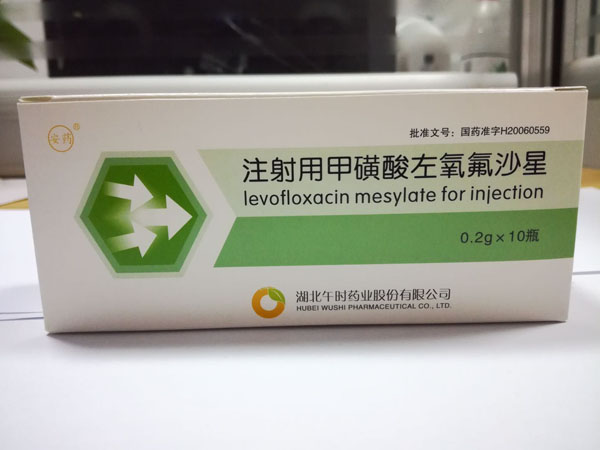 安药®
批准文号：国药准字H20060559
注射用甲磺酸左氧氟沙星
levofloxacin mesylate for injection
0.2g×10瓶
湖北午时药业股份有限公司
HUBEI WUSHI PHARMACEUTICAL CO., LTD.